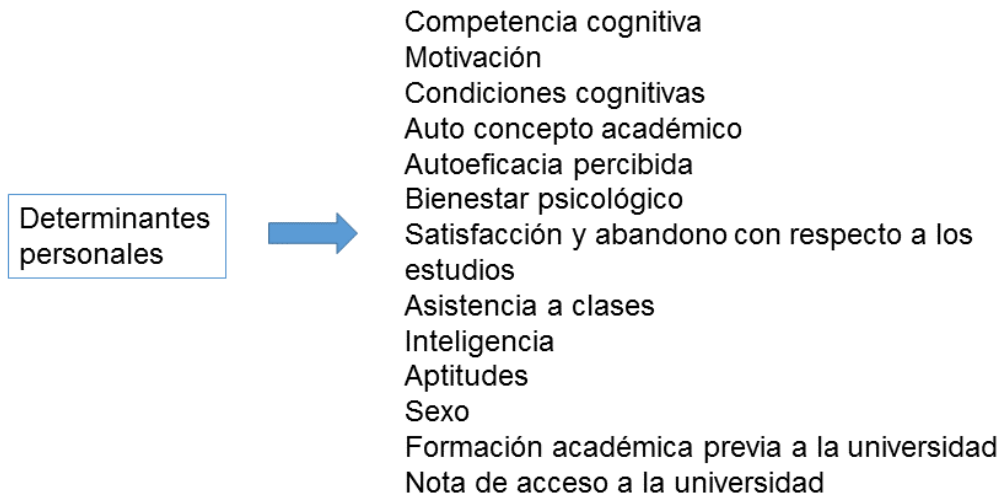 Determinantes
personales
Competencia cognitiva
Motivación
Condiciones cognitivas
Auto concepto académico
Autoeficacia percibida
Bienestar psicológico
Satisfacción y abandono con respecto a los
estudios
Asistencia a clases
Inteligencia
Aptitudes
Sexo
Formación académica previa a la universidad
Nota de acceso a la universidad